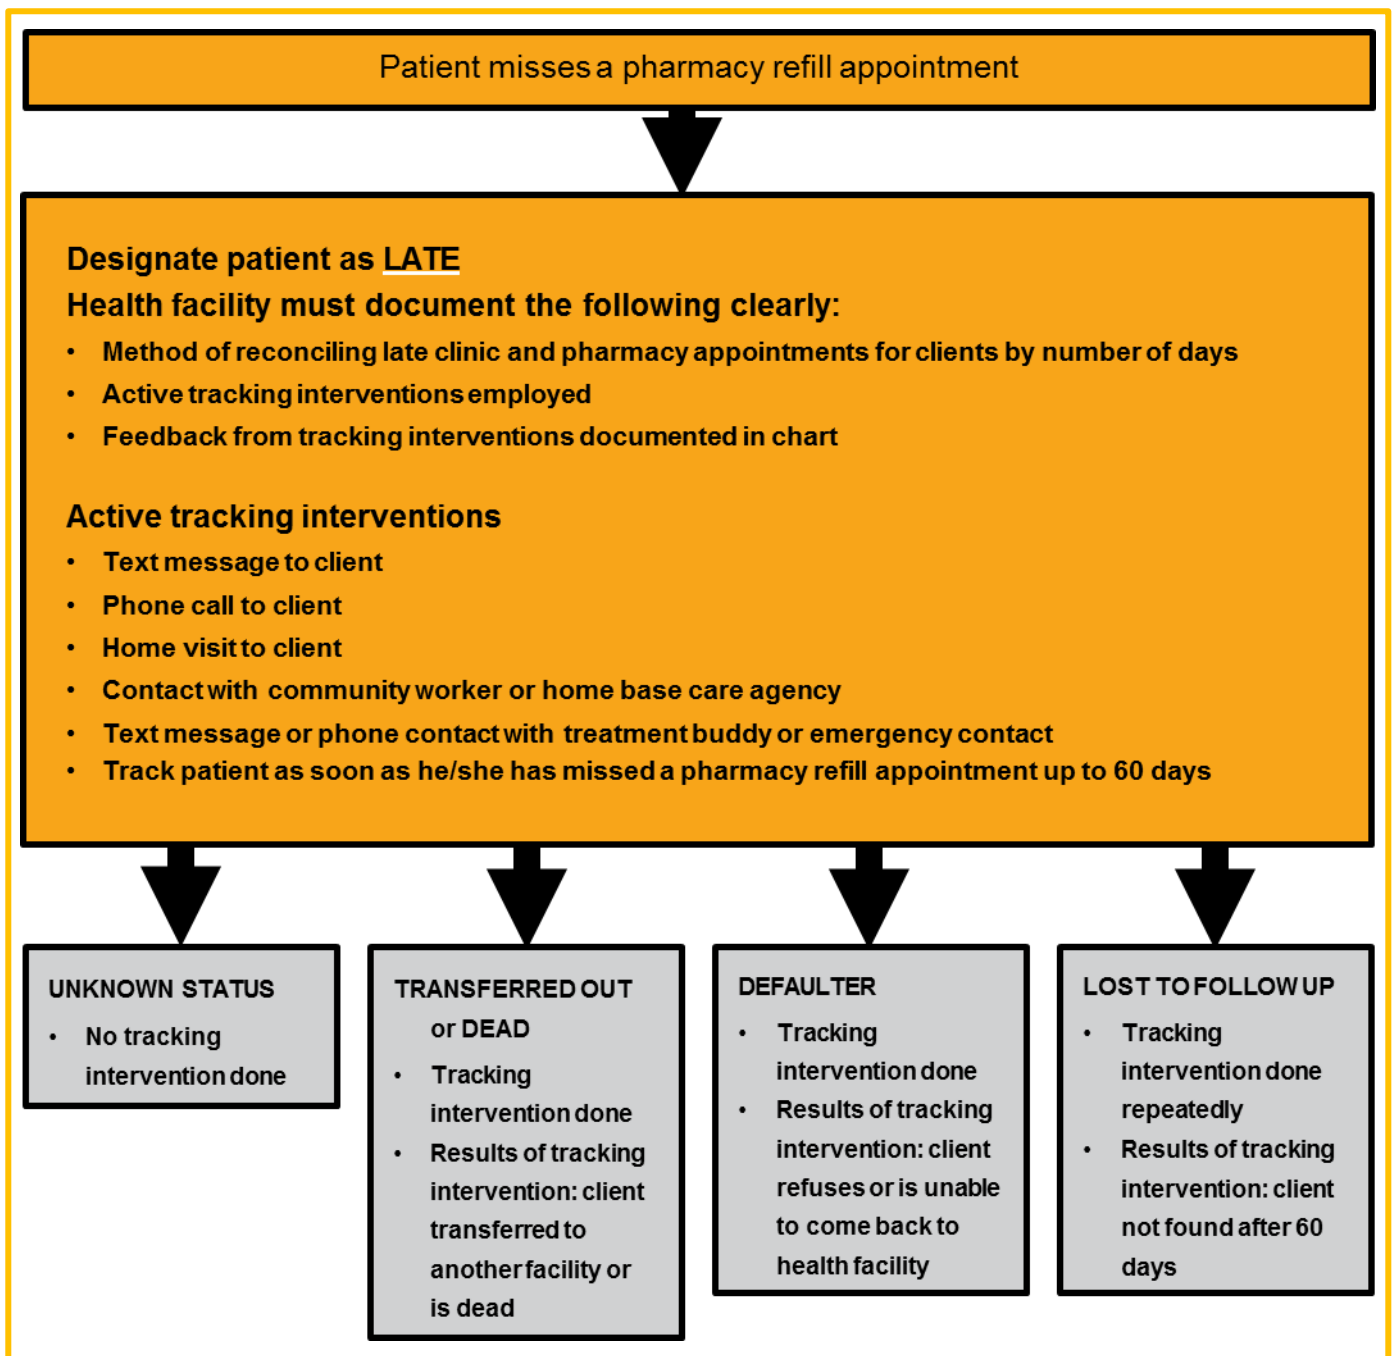 Patient misses a pharmacy refill appointment
Designate patient as LATE
Health facility must document the following clearly:
• Method of reconciling late clinic and pharmacy appointments for clients by number of days
• Active tracking interventions employed
• Feedback from tracking interventions documented in chart
Active tracking interventions
• Text message to client
• Phone call to client
• Home visit to client
• Contact with community worker or home base care agency
• Text message or phone contact with treatment buddy or emergency contact
• Track patient as soon as he/she has missed a pharmacy refill appointment up to 60 days
UNKNOWN STATUS
• No tracking
intervention done
TRANSFERRED OUT
or DEAD
• Tracking
intervention done
• Results of tracking
intervention: client
transferred to
another facility or
is dead
DEFAULTER
• Tracking
intervention done
• Results of tracking
intervention: client
refuses or is unable
to come back to
health facility
LOST TO FOLLOW UP
• Tracking
intervention done
repeatedly
• Results of tracking
intervention: client
not found after 60
days